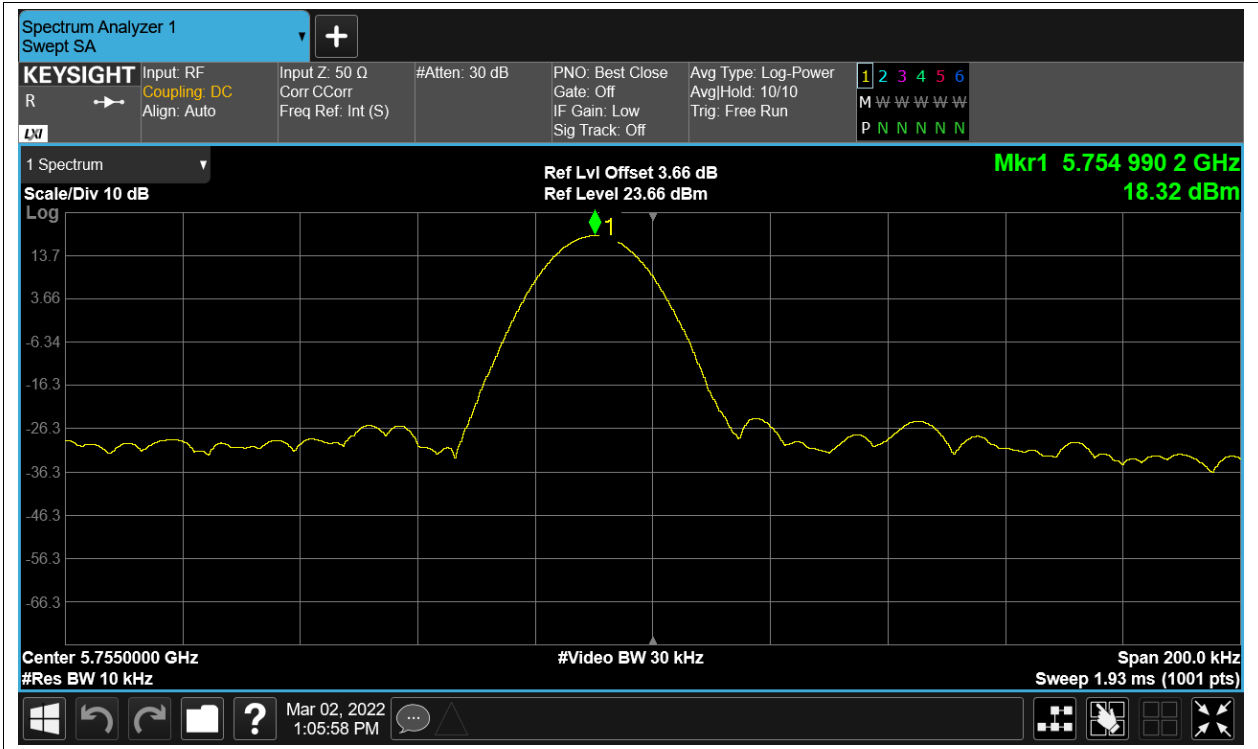 Spectrum Analyzer 1
Swept SA
KEYSIGHT
R
LXI
Input: RF
Coupling: DC
Align: Auto
Input Z: 50 Ω
Corr CCorr
Freq Ref: Int (S)
#Atten: 30 dB
PNO: Best Close
Gate: Off
IF Gain: Low
Sig Track: Off
Avg Type: Log-Power
Avg|Hold: 10/10
Trig: Free Run
1 2 3 4 5 6
M W W W W W W
P N N N N N
1 Spectrum
Scale/Div 10 dB
Log
Ref Lvl Offset 3.66 dB
Ref Level 23.66 dBm
Mkr1 5.754 990 2 GHz
18.32 dBm
1
13.7
3.66
-6.34
-16.3
-26.3
-36.3
-46.3
-56.3
-66.3
Center 5.7550000 GHz
#Res BW 10 kHz
#Video BW 30 kHz
Span 200.0 kHz
Sweep 1.93 ms (1001 pts)
?
Mar 02, 2022
1:05:58 PM